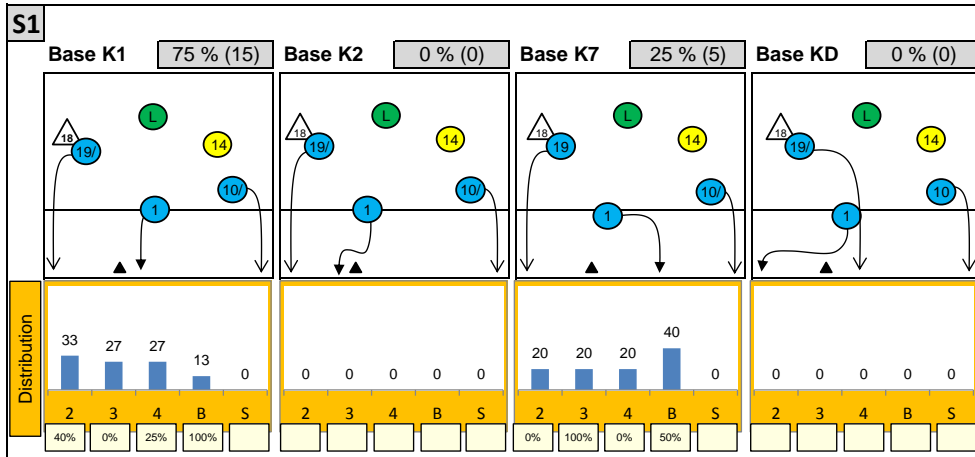 S1
Base K1 75 % (15) Base K2 0 % (0) Base K7 25 % (5) Base KD 0 % (0)
L L L L
18 14 18 14 18 14 18 14
19/ 19/ 19 19/
10/ 10/ 10/ 10
1 1 1 1
Distribution
33 27 27 13 0 0 0 0 0 0 20 20 20 40 0 0 0 0 0 0
2 3 4 B S 2 3 4 B S 2 3 4 B S 2 3 4 B S
40% 0% 25% 100% 0% 100% 0% 50%